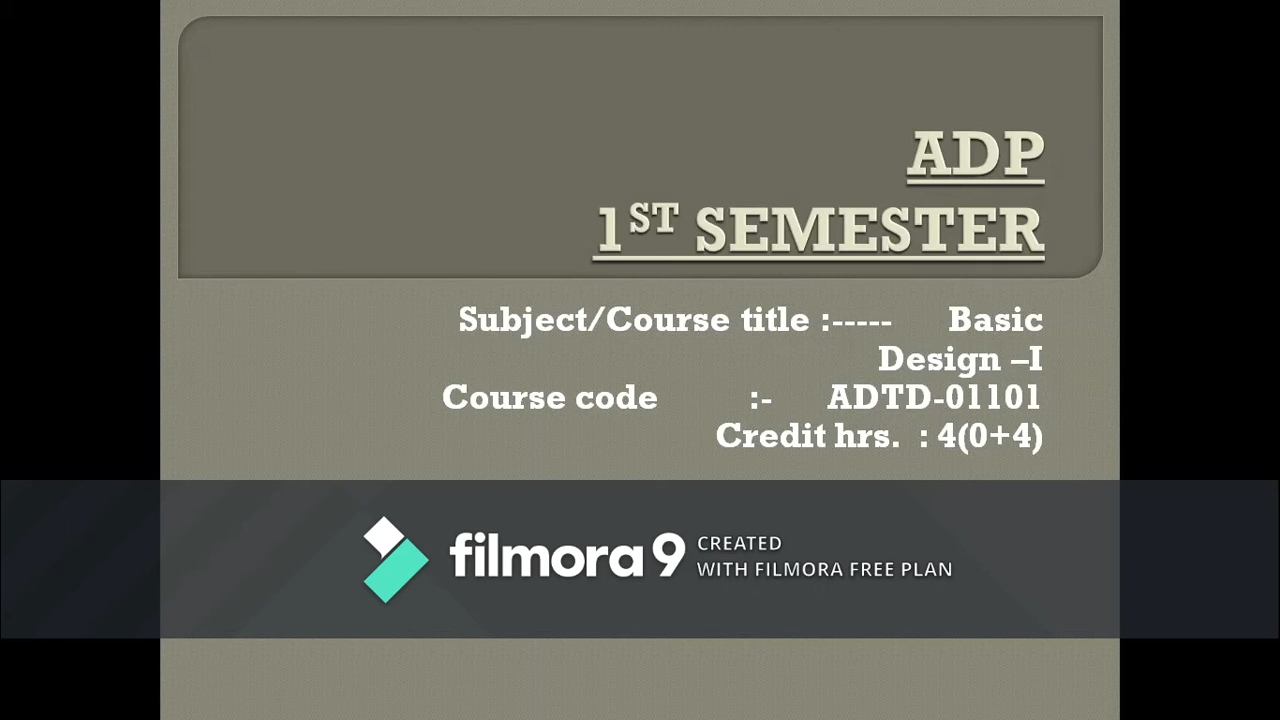 ADP
1ST SEMESTER
Subject/Course title :----- Basic
Design –I
Course code :- ADTD-01101
Credit hrs. : 4(0+4)
filmora 9 CREATED
WITH FILMORA FREE PLAN